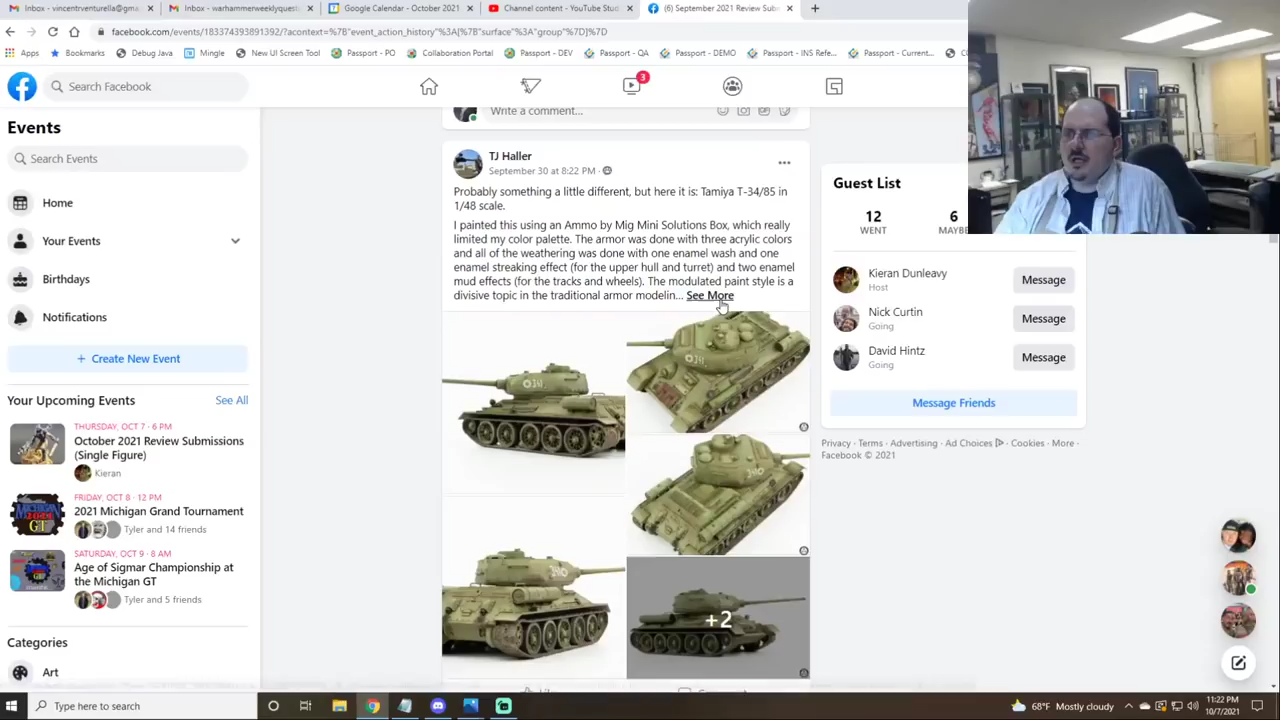 Inbox - vincentrventurella@gma
Inbox - warhammerweeklyquest
Google Calendar - October 2021
Channel content - YouTube Stu
(6) September 2021 Review Sub
facebook.com/events/183374393891392/?acontext=%7B"event_action_history"%3A(%7B"surface"%3A"group"%7D]%7D
Apps
Bookmarks
Debug Java
Mingle
New UI Screen Tool
Passport - PO
Collaboration Portal
Passport - DEV
Passport - QA
Passport - DEMO
Passport - INS Refe...
Passport - Current...
Search Facebook
3
Events
Search Events
Home
Your Events
Birthdays
Notifications
+ Create New Event
Your Upcoming Events
See All
THURSDAY, OCT 7 · 6 PM
October 2021 Review Submissions
(Single Figure)
Kieran
FRIDAY, OCT 8 · 12 PM
2021 Michigan Grand Tournament
Tyler and 14 friends
SATURDAY, OCT 9 · 8 AM
Age of Sigmar Championship at
the Michigan GT
Tyler and 5 friends
Categories
Art
Write a comment...
TJ Haller
September 30 at 8:22 PM ·
Probably something a little different, but here it is: Tamiya T-34/85 in
1/48 scale.
I painted this using an Ammo by Mig Mini Solutions Box, which really
limited my color palette. The armor was done with three acrylic colors
and all of the weathering was done with one enamel wash and one
enamel streaking effect (for the upper hull and turret) and two enamel
mud effects (for the tracks and wheels). The modulated paint style is a
divisive topic in the traditional armor modelin... See More
+2
Guest List
12
WENT
6
MAYBE
Kieran Dunleavy
Host
Message
Nick Curtin
Going
Message
David Hintz
Going
Message
Message Friends
Privacy · Terms · Advertising · Ad Choices · Cookies · More ·
Facebook © 2021
Type here to search
68°F Mostly cloudy
11:22 PM
10/7/2021